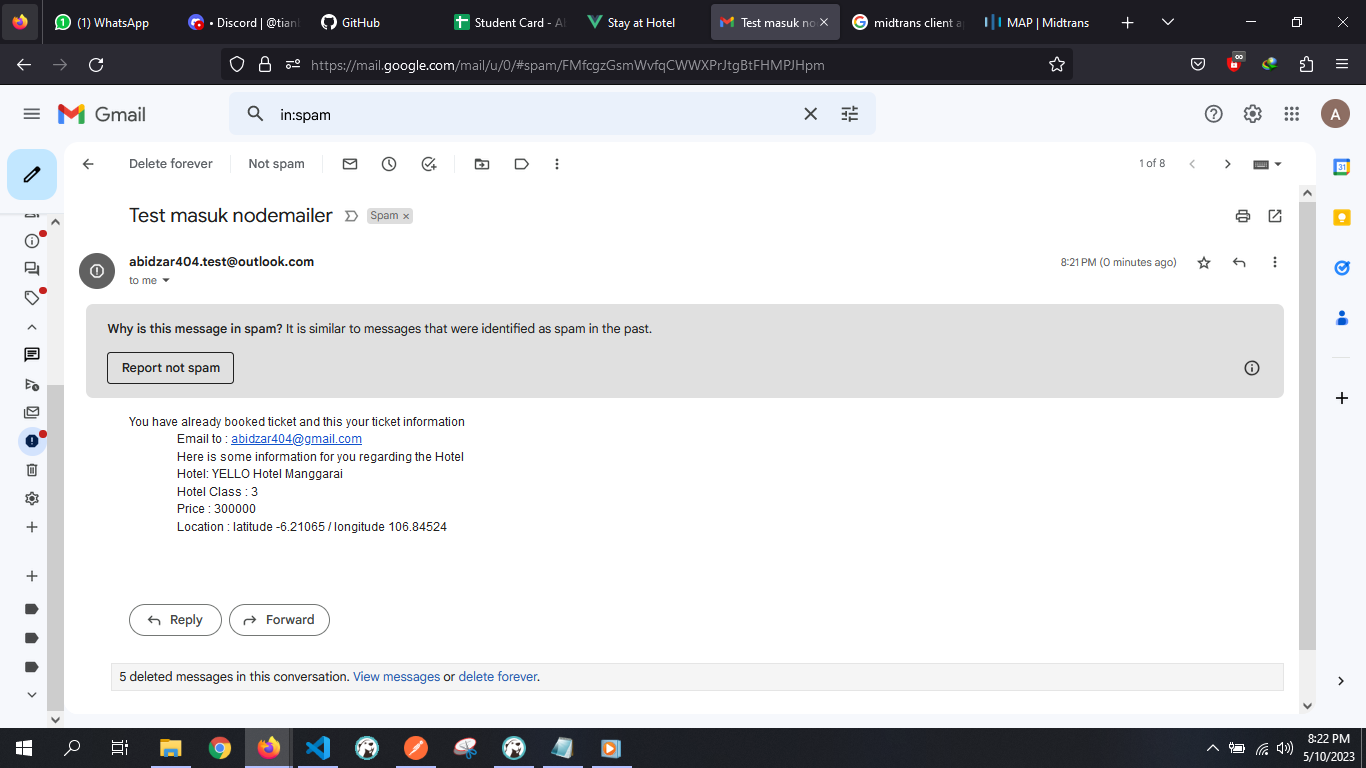 (1) WhatsApp
• Discord | @tian
GitHub
Student Card - A
Stay at Hotel
Test masuk no
midtrans client a
MAP | Midtrans
https://mail.google.com/mail/u/0/#spam/FMfcgzGsmWvfqCWWXPrJtgBtFHMPJHpm
Gmail
in:spam
A
Delete forever
Not spam
1 of 8
31
Test masuk nodemailer
Spam ×
abidzar404.test@outlook.com
8:21 PM (0 minutes ago)
to me
Why is this message in spam? It is similar to messages that were identified as spam in the past.
Report not spam
You have already booked ticket and this your ticket information
Email to : abidzar404@gmail.com
Here is some information for you regarding the Hotel
Hotel: YELLO Hotel Manggarai
Hotel Class : 3
Price : 300000
Location : latitude -6.21065 / longitude 106.84524
Reply
Forward
5 deleted messages in this conversation. View messages or delete forever.
8:22 PM
5/10/2023